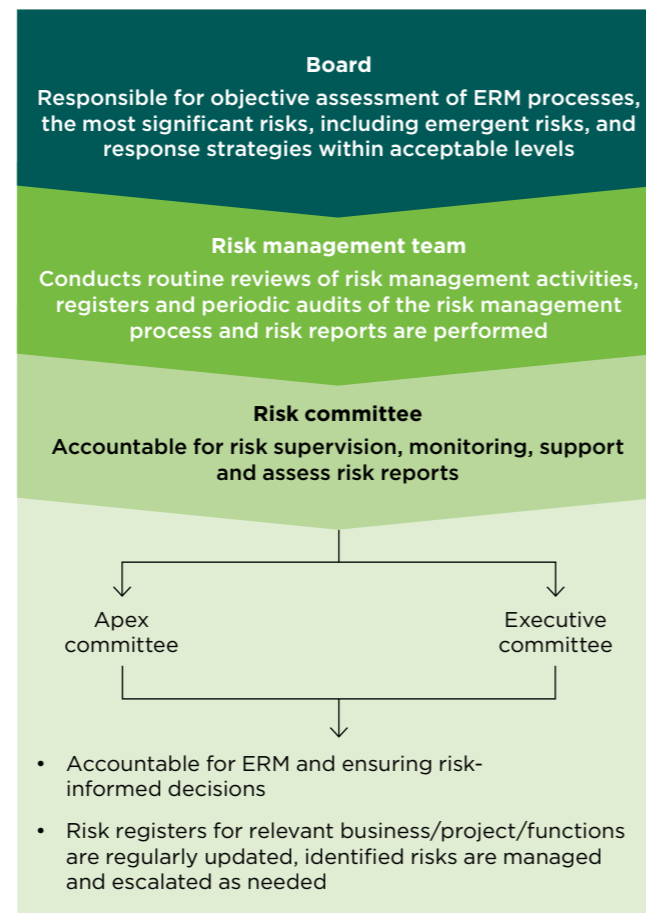 Board
Responsible for objective assessment of ERM processes,
the most significant risks, including emergent risks, and
response strategies within acceptable levels
Risk management team
Conducts routine reviews of risk management activities,
registers and periodic audits of the risk management
process and risk reports are performed
Risk committee
Accountable for risk supervision, monitoring, support
and assess risk reports
Apex
committee
Executive
committee
• Accountable for ERM and ensuring risk-
informed decisions
• Risk registers for relevant business/project/functions
are regularly updated, identified risks are managed
and escalated as needed